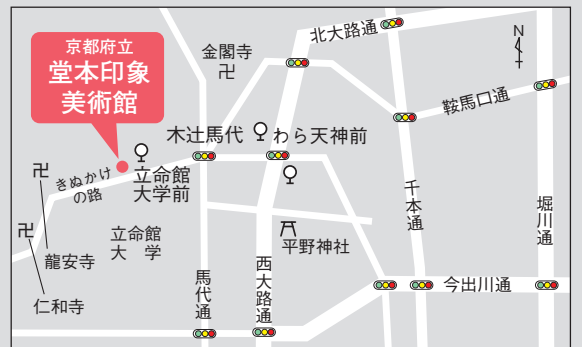 京都府立
堂本印象
美術館
金閣寺
北大路通
N
鞍馬口通
木辻馬代
わら天神前
きぬかけ
の路
立命館
大学前
立命館
大学
龍安寺
仁和寺
平野神社
千本通
堀川通
馬代通
西大路通
今出川通